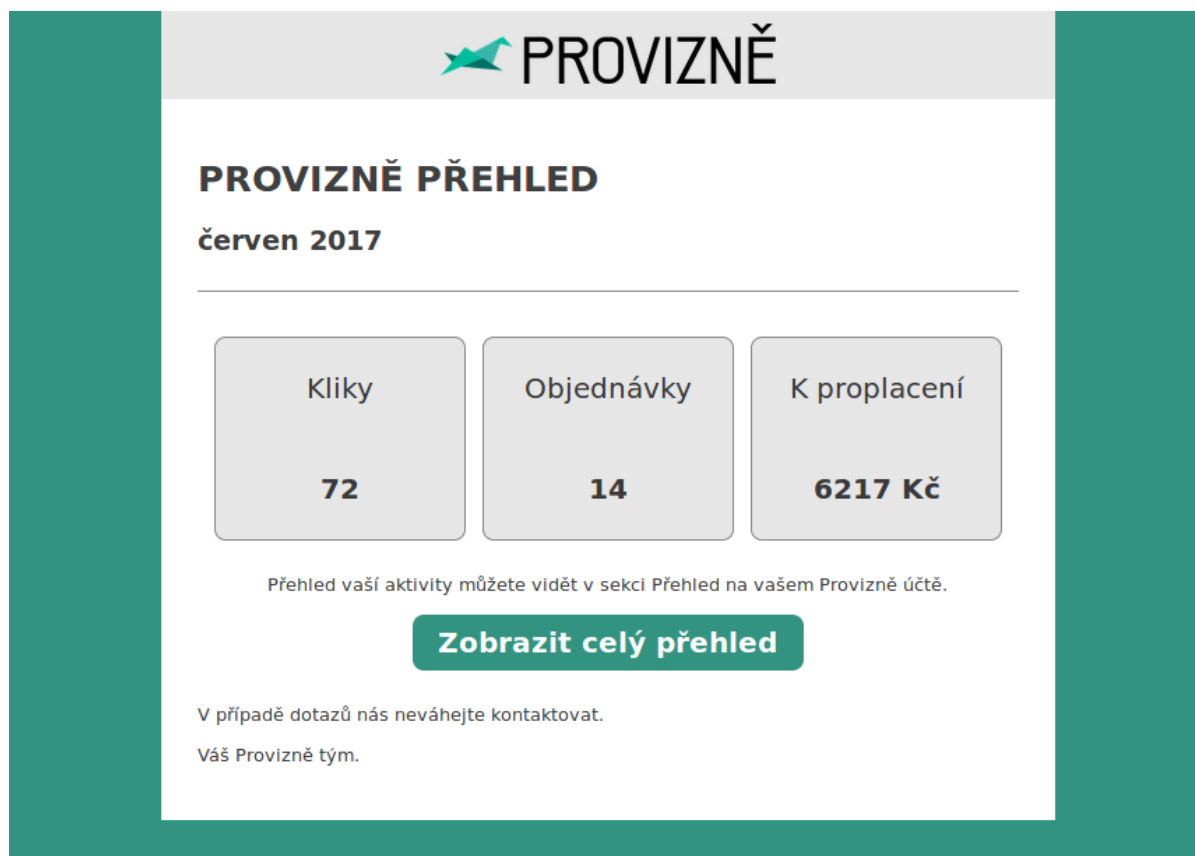 PROVIZNĚ
PROVIZNĚ PŘEHLED
červen 2017
Kliky
Objednávky
K proplacení
72
14
6217 Kč
Přehled vaší aktivity můžete vidět v sekci Přehled na vašem Provizně účtě.
Zobrazit celý přehled
V případě dotazů nás neváhejte kontaktovat.
Váš Provizně tým.